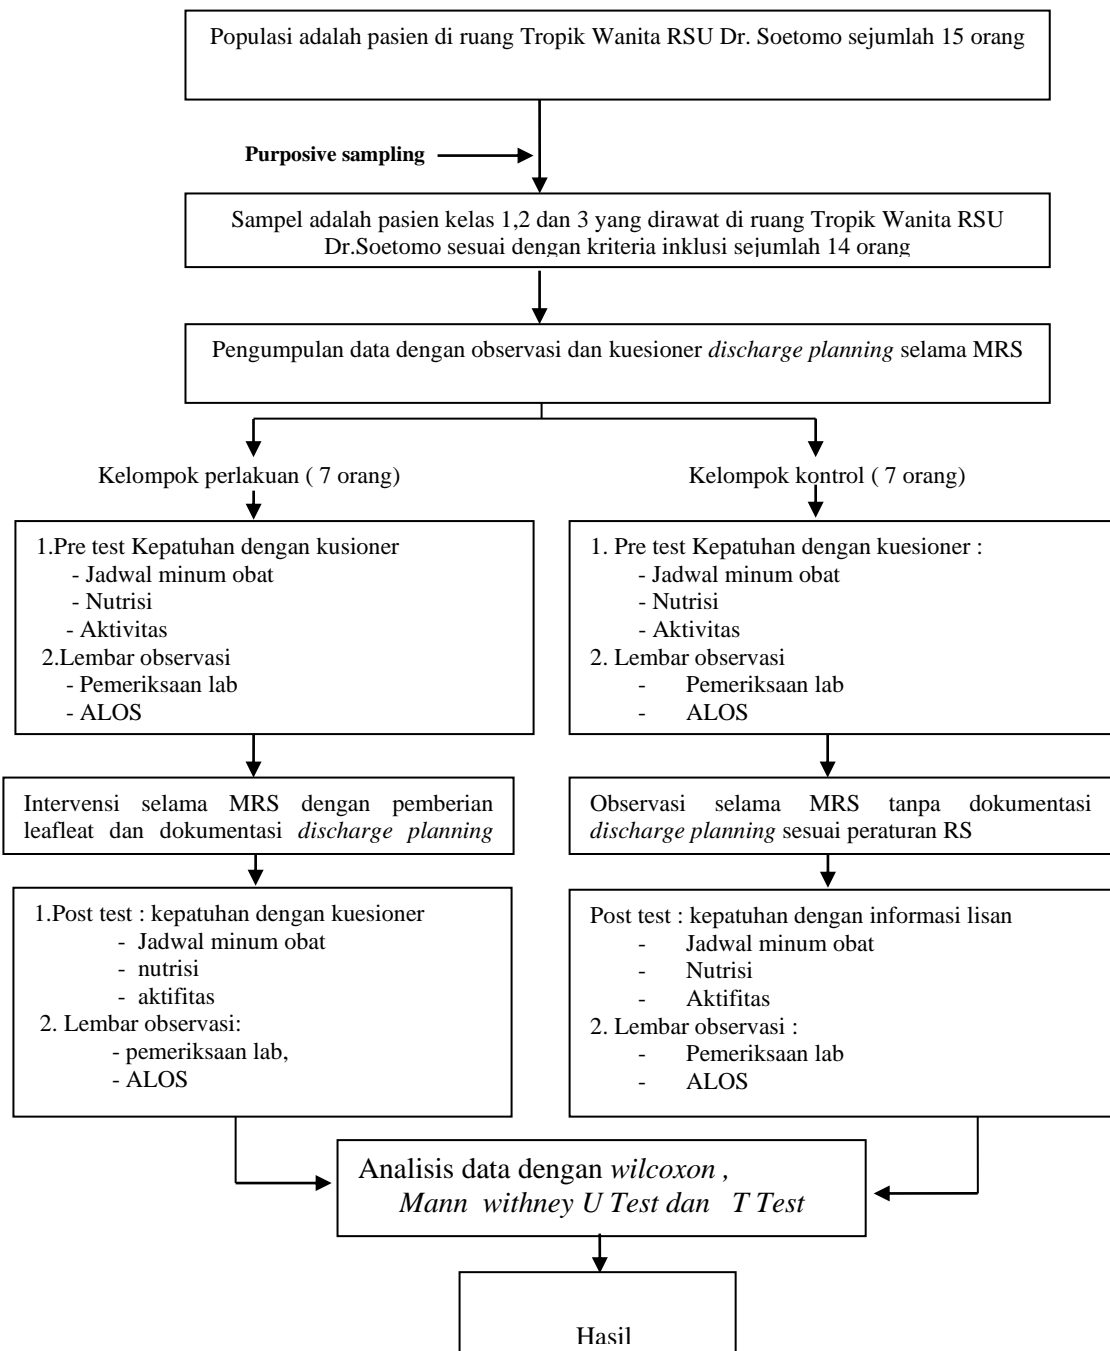 Populasi adalah pasien di ruang Tropik Wanita RSU Dr. Soetomo sejumlah 15 orang
Purposive sampling
Sampel adalah pasien kelas 1,2 dan 3 yang dirawat di ruang Tropik Wanita RSU
Dr.Soetomo sesuai dengan kriteria inklusi sejumlah 14 orang
Pengumpulan data dengan observasi dan kuesioner discharge planning selama MRS
Kelompok perlakuan ( 7 orang)
1.Pre test Kepatuhan dengan kusioner
- Jadwal minum obat
- Nutrisi
- Aktivitas
2.Lembar observasi
- Pemeriksaan lab
- ALOS
Intervensi selama MRS dengan pemberian
leafleat dan dokumentasi discharge planning
1.Post test : kepatuhan dengan kuesioner
- Jadwal minum obat
- nutrisi
- aktifitas
2. Lembar observasi:
- pemeriksaan lab,
- ALOS
Kelompok kontrol ( 7 orang)
1. Pre test Kepatuhan dengan kuesioner :
- Jadwal minum obat
- Nutrisi
- Aktivitas
2. Lembar observasi
- Pemeriksaan lab
- ALOS
Observasi selama MRS tanpa dokumentasi
discharge planning sesuai peraturan RS
Post test : kepatuhan dengan informasi lisan
- Jadwal minum obat
- Nutrisi
- Aktifitas
2. Lembar observasi :
- Pemeriksaan lab
- ALOS
Analisis data dengan wilcoxon ,
Mann withney U Test dan T Test
Hasil